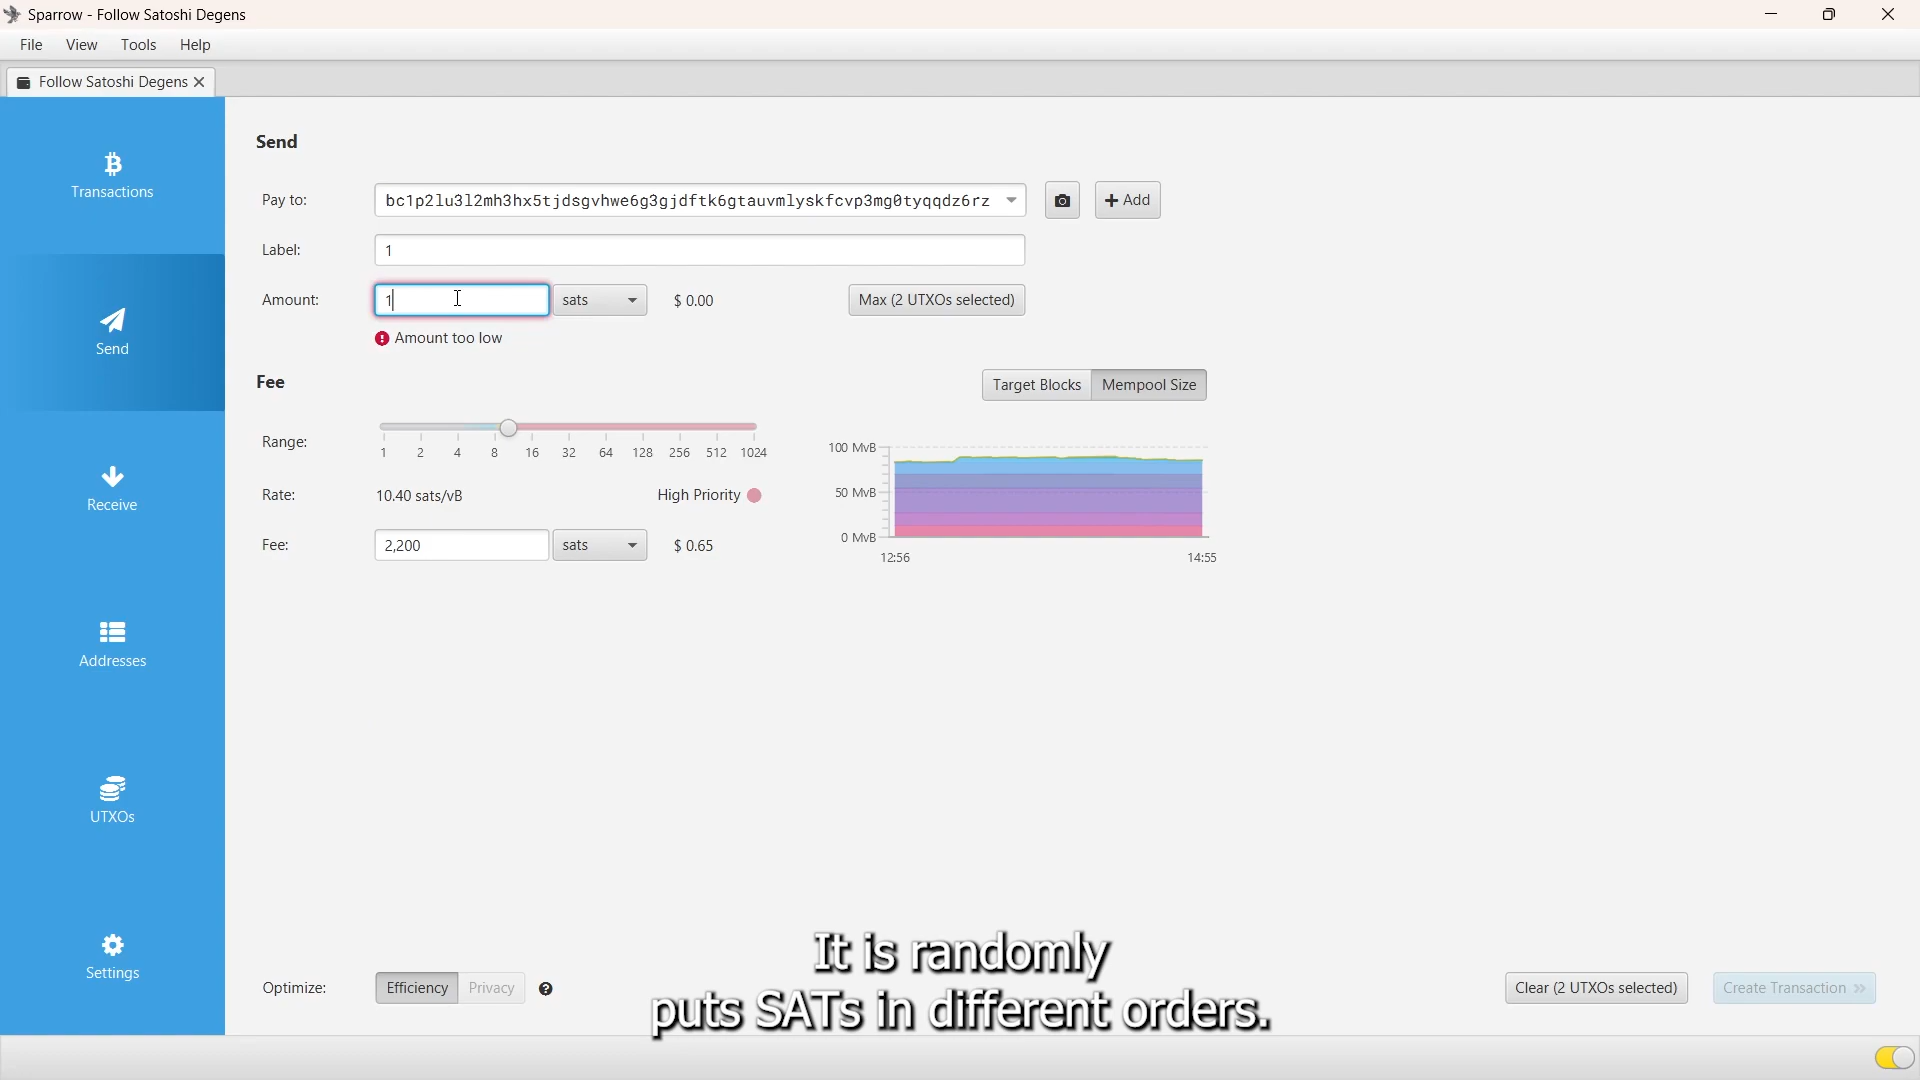 Sparrow - Follow Satoshi Degens
File View Tools Help
Follow Satoshi Degens
Transactions
Send
Receive
Addresses
UTXOs
Settings
Send
Pay to: bc1p2lu3l2mh3hx5tjdsgvhwe6g3gjdftk6gtauvmlyskfcvp3mg0tyqqdz6rz + Add
Label: 1
Amount: 1 sats $ 0.00 Max (2 UTXOs selected)
Amount too low
Fee
Target Blocks Mempool Size
Range:
1 2 4 8 16 32 64 128 256 512 1024
Rate: 10.40 sats/vB High Priority
Fee: 2,200 sats $ 0.65
100 MvB
50 MvB
0 MvB
12:56 14:55
Optimize: Efficiency Privacy ?
Clear (2 UTXOs selected) Create Transaction >>
It is randomly
puts SATs in different orders.